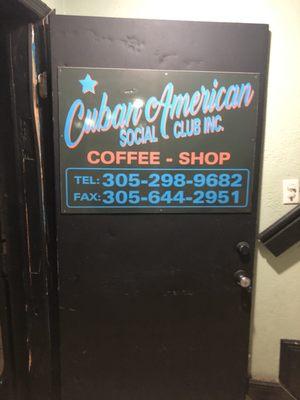 Cuban American
SOCIAL CLUB INC.
COFFEE - SHOP
TEL: 305-298-9682
FAX: 305-644-2951